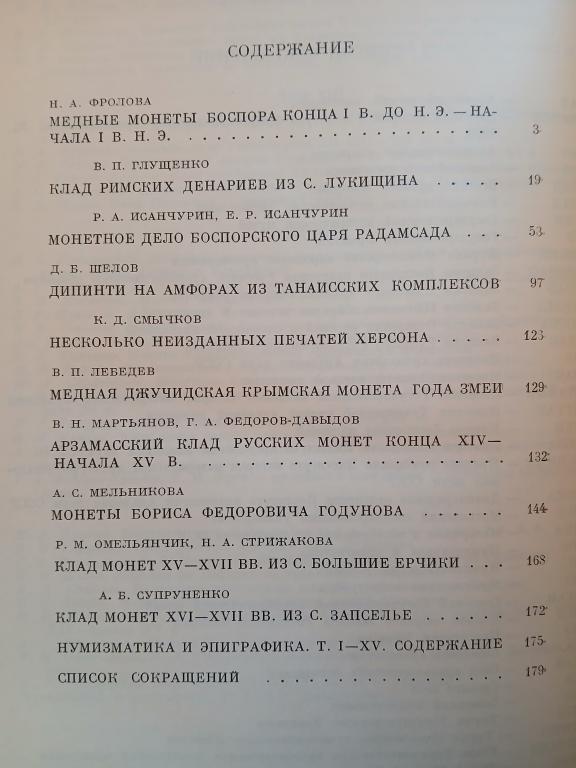 СОДЕРЖАНИЕ
Н. А. ФРОЛОВА
МЕДНЫЕ МОНЕТЫ БОСПОРА КОНЦА I В. ДО Н. Э. — НА-
ЧАЛА I В. Н. Э. . . . . . . . . . . . . . . . . 3
В. П. ГЛУЩЕНКО
КЛАД РИМСКИХ ДЕНАРИЕВ ИЗ С. ЛУКИЩИНА . . . . . 19
Р. А. ИСАНЧУРИН, Е. Р. ИСАНЧУРИН
МОНЕТНОЕ ДЕЛО БОСПОРСКОГО ЦАРЯ РАДАМСАДА . . . 53
Д. Б. ШЕЛОВ
ДИПИНТИ НА АМФОРАХ ИЗ ТАНАИССКИХ КОМПЛЕКСОВ 97
К. Д. СМЫЧКОВ
НЕСКОЛЬКО НЕИЗДАННЫХ ПЕЧАТЕЙ ХЕРСОНА . . . . . 123
В. П. ЛЕБЕДЕВ
МЕДНАЯ ДЖУЧИДСКАЯ КРЫМСКАЯ МОНЕТА ГОДА ЗМЕИ 129
В. Н. МАРТЬЯНОВ, Г. А. ФЕДОРОВ-ДАВЫДОВ
АРЗАМАССКИЙ КЛАД РУССКИХ МОНЕТ КОНЦА XIV—
НАЧАЛА XV В. . . . . . . . . . . . . . . . . 132
А. С. МЕЛЬНИКОВА
МОНЕТЫ БОРИСА ФЕДОРОВИЧА ГОДУНОВА . . . . . . 144
Р. М. ОМЕЛЬЯНЧИК, Н. А. СТРИЖАКОВА
КЛАД МОНЕТ XV—XVII ВВ. ИЗ С. БОЛЬШИЕ ЕРЧИКИ . . . 168
А. Б. СУПРУНЕНКО
КЛАД МОНЕТ XVI—XVII ВВ. ИЗ С. ЗАПСЕЛЬЕ . . . . . . 172
НУМИЗМАТИКА И ЭПИГРАФИКА. Т. I—XV. СОДЕРЖАНИЕ 175
СПИСОК СОКРАЩЕНИЙ . . . . . . . . . . . . . 179